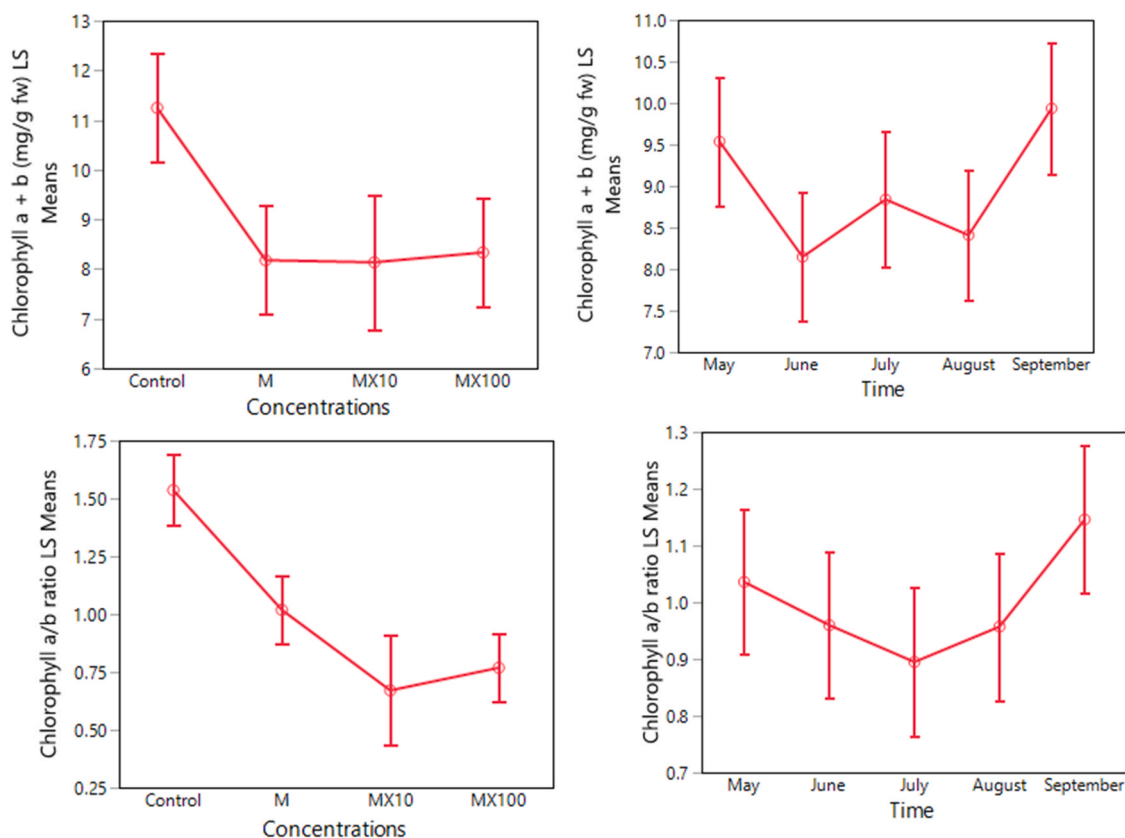 Chlorophyll a + b (mg/g fw) LS
Means
13
12
11
10
9
8
7
6
Control M MX10 MX100
Concentrations
Chlorophyll a + b (mg/g fw) LS
Means
11.0
10.5
10.0
9.5
9.0
8.5
8.0
7.5
7.0
May June July August September
Time
Chlorophyll a/b ratio LS Means
1.75
1.50
1.25
1.00
0.75
0.50
0.25
Control M MX10 MX100
Concentrations
Chlorophyll a/b ratio LS Means
1.3
1.2
1.1
1.0
0.9
0.8
0.7
May June July August September
Time